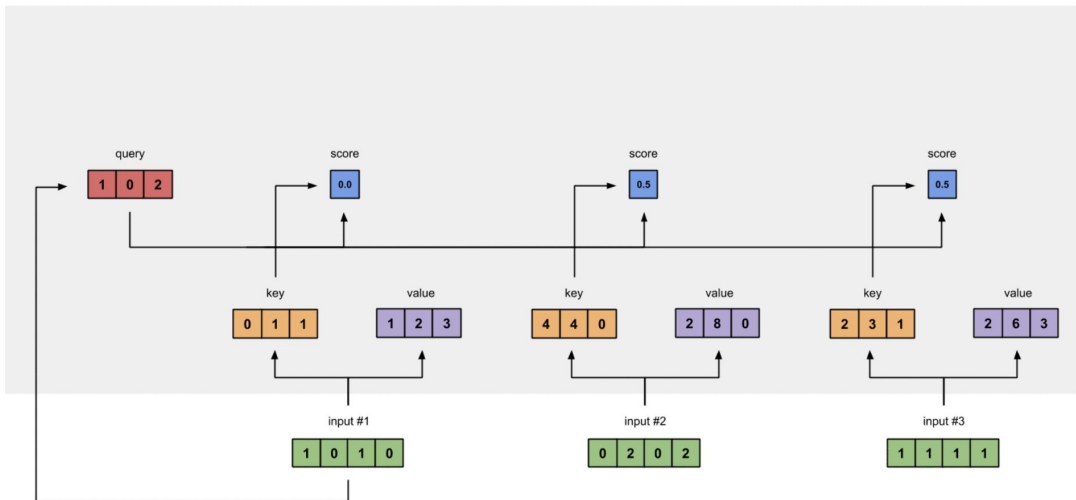 query score score score
1 0 2 0.0 0.5 0.5
key value key value key value
0 1 1 1 2 3 4 4 0 2 8 0 2 3 1 2 6 3
input #1 input #2 input #3
1 0 1 0 0 2 0 2 1 1 1 1